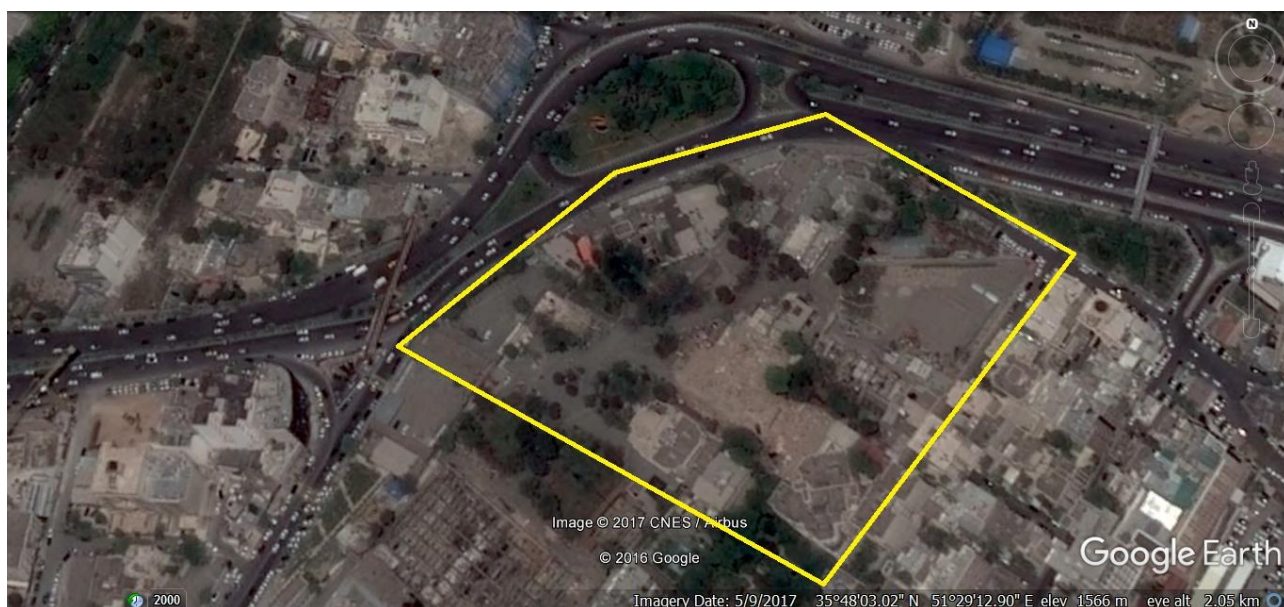 N
Image © 2017 CNES / Airbus
© 2016 Google
Google Earth
2000
Imagery Date: 5/9/2017 35°48'03.02" N 51°29'12.90" E elev 1566 m eye alt 2.05 km